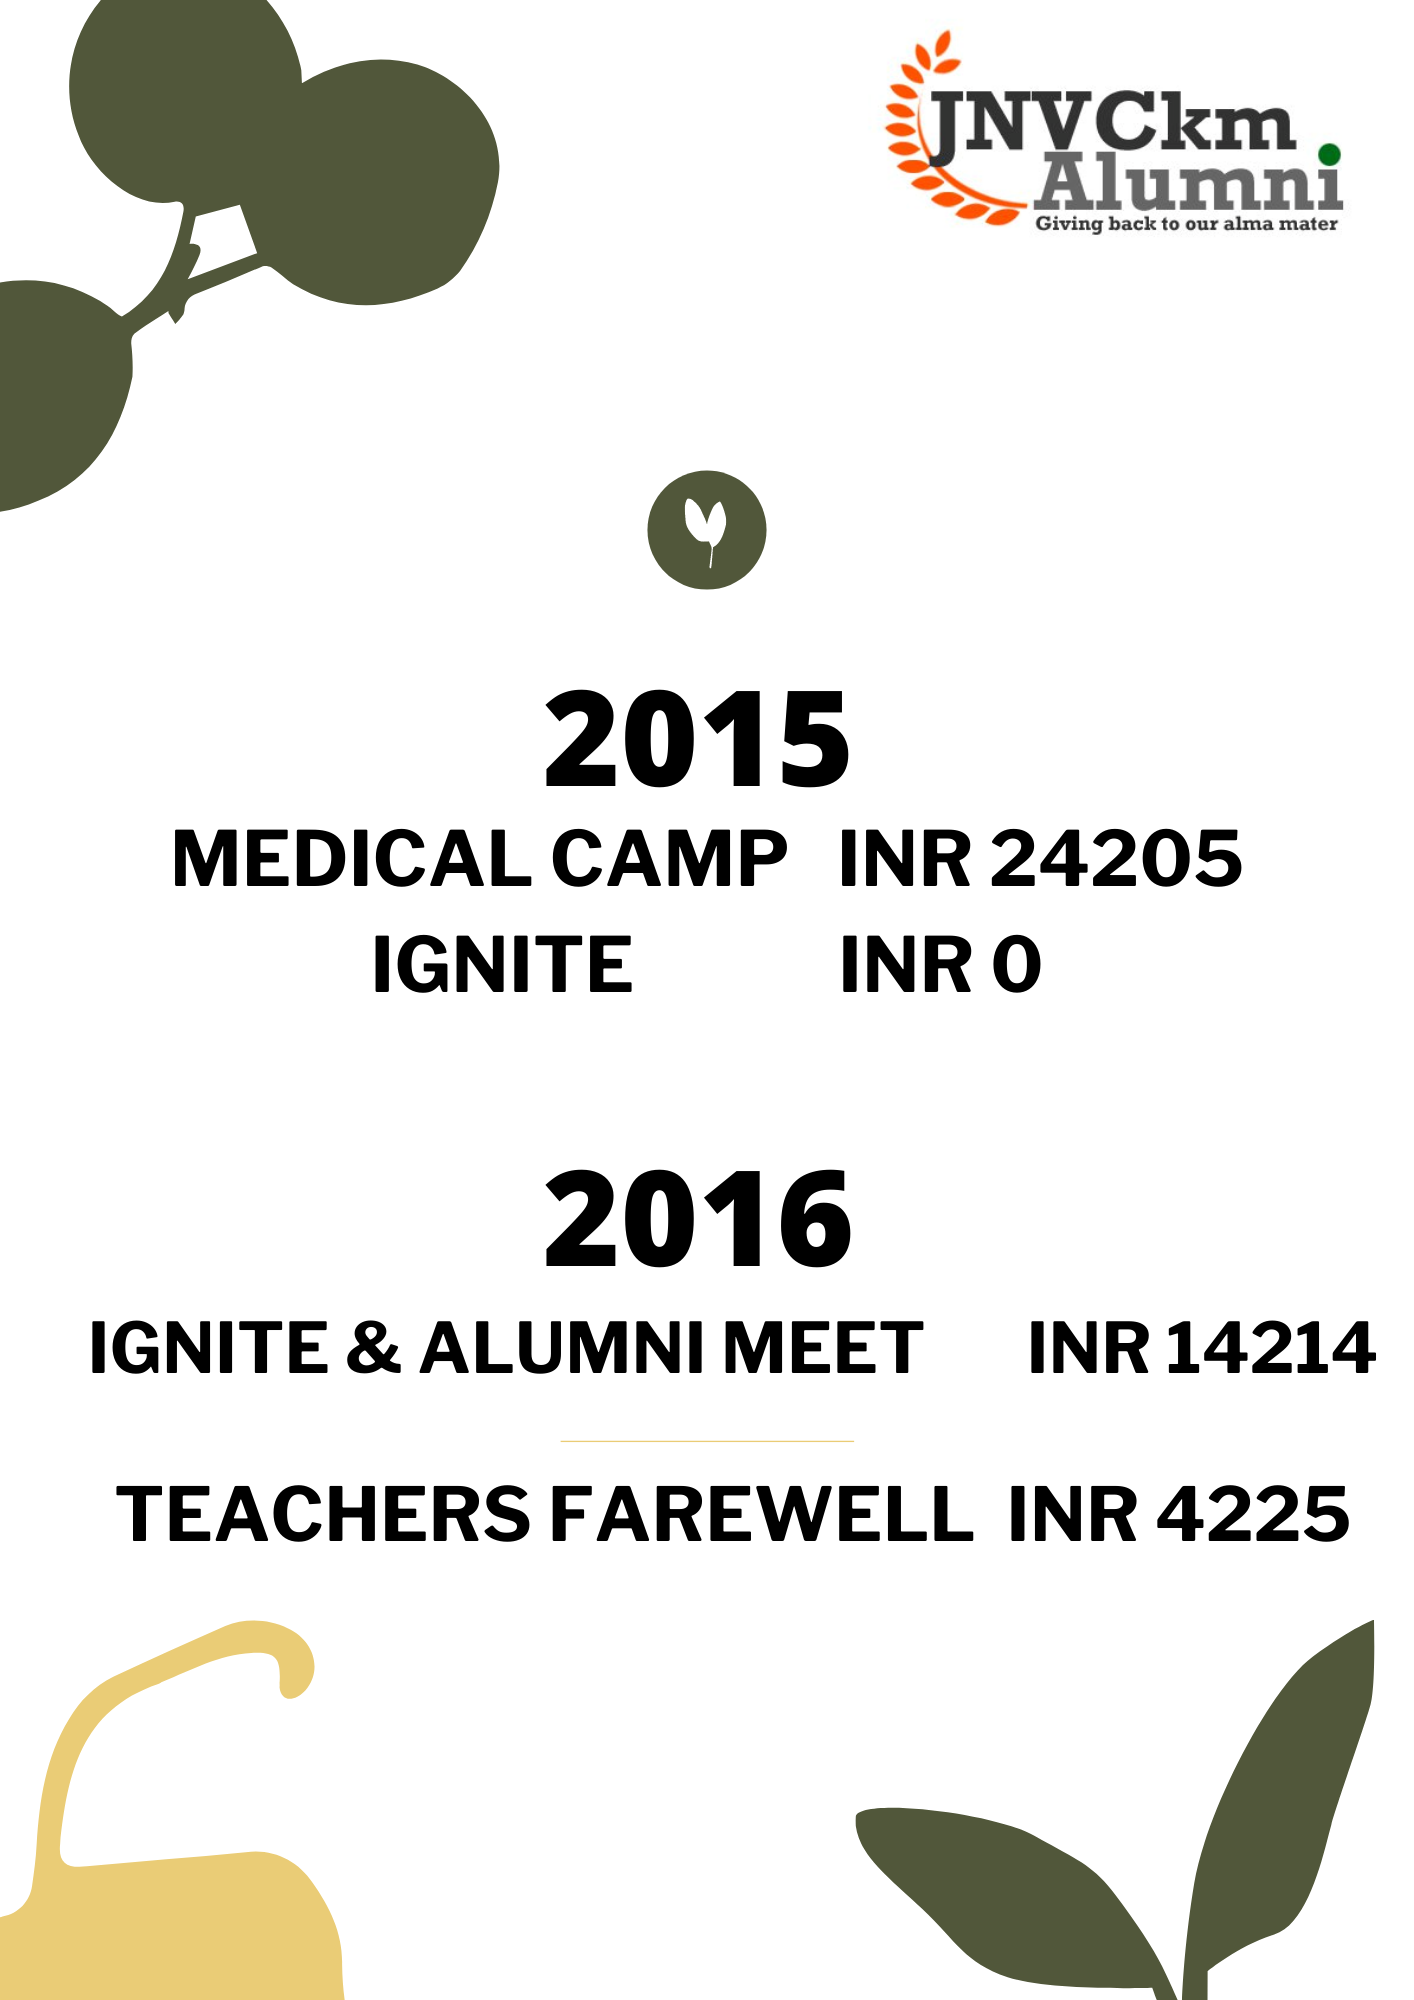 JNVCkm
Alumni
Giving back to our alma mater
2015
MEDICAL CAMP INR 24205
IGNITE INR 0
2016
IGNITE & ALUMNI MEET INR 14214
TEACHERS FAREWELL INR 4225